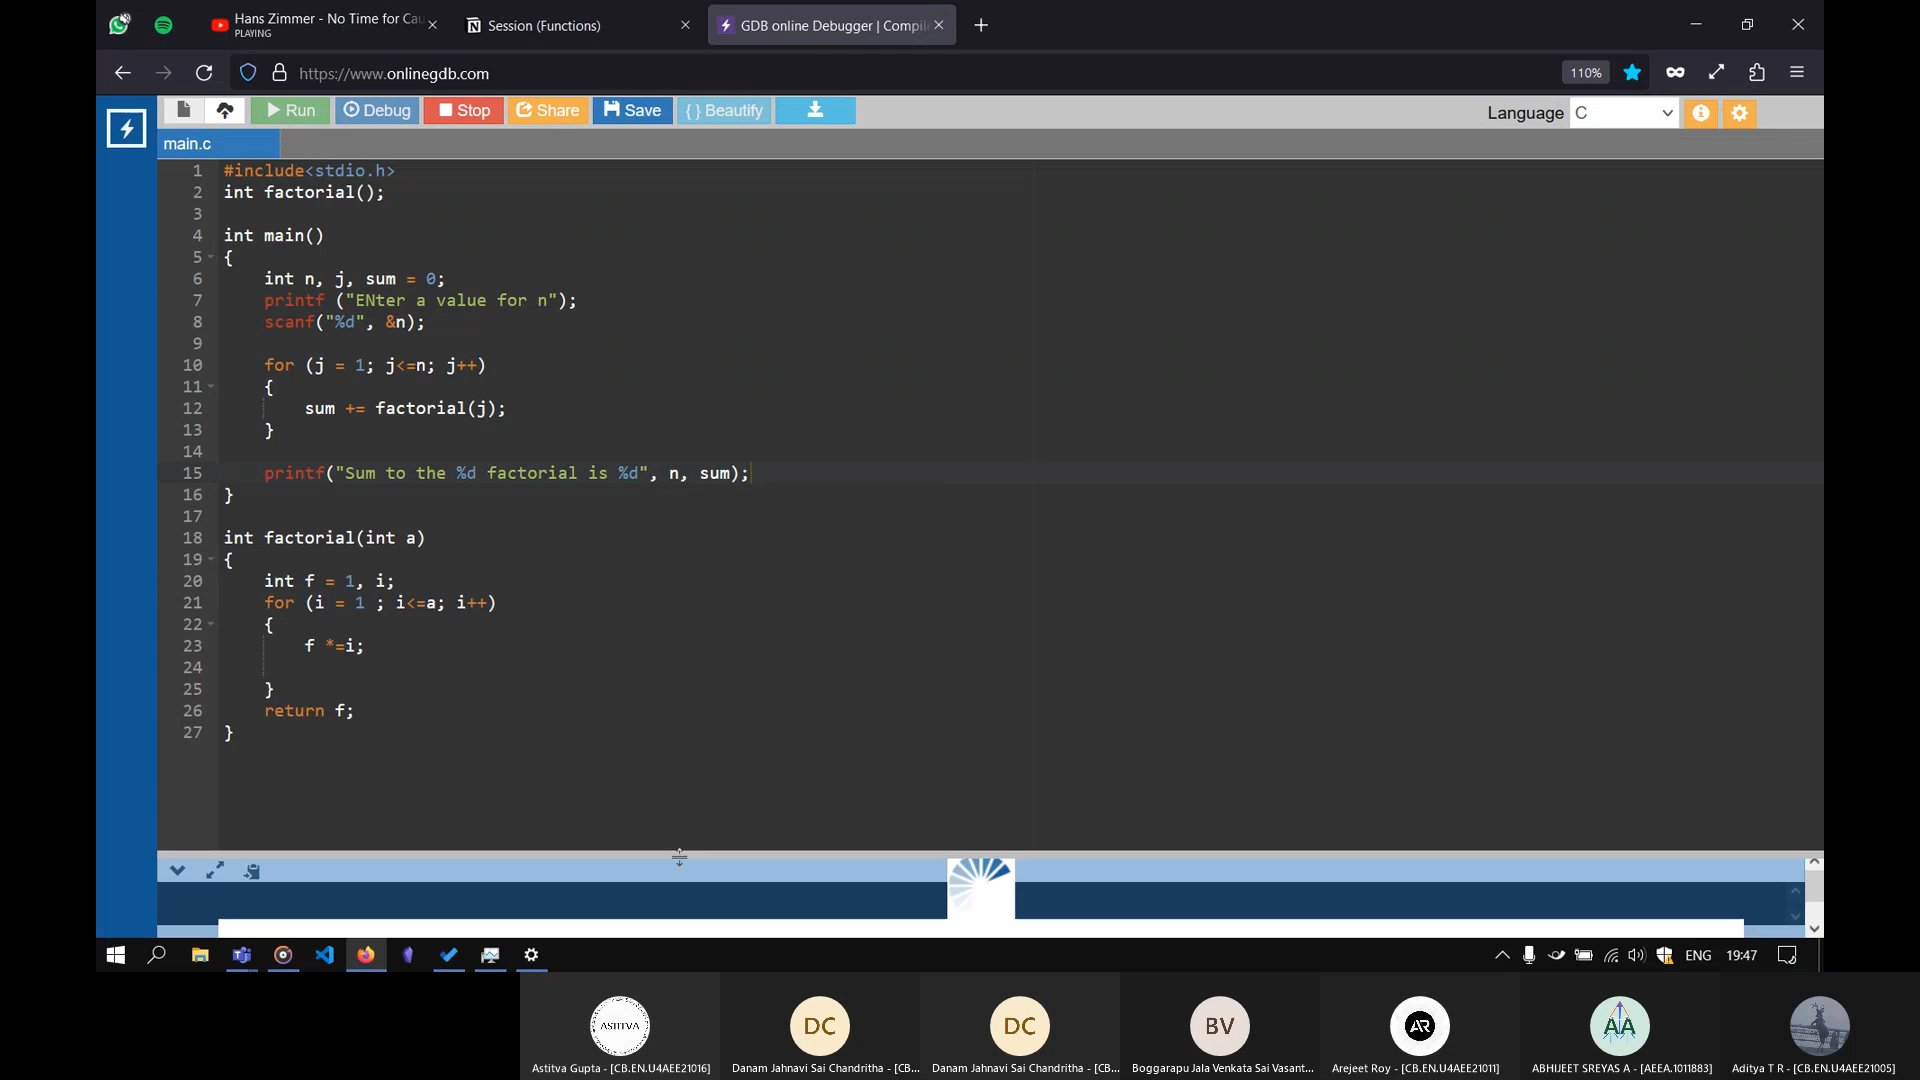 Hans Zimmer - No Time for Cau
PLAYING
Session (Functions)
GDB online Debugger | Compile
https://www.onlinegdb.com
110%
Run
Debug
Stop
Share
Save
{ } Beautify
Language
C
main.c
1 #include<stdio.h>
2 int factorial();
3
4 int main()
5 {
6 int n, j, sum = 0;
7 printf ("ENter a value for n");
8 scanf("%d", &n);
9
10 for (j = 1; j<=n; j++)
11 {
12 sum += factorial(j);
13 }
14
15 printf("Sum to the %d factorial is %d", n, sum);
16 }
17
18 int factorial(int a)
19 {
20 int f = 1, i;
21 for (i = 1 ; i<=a; i++)
22 {
23 f *=i;
24
25 }
26 return f;
27 }
ENG
19:47
ASTITVA
DC
DC
BV
AR
AA
Astitva Gupta - [CB.EN.U4AEE21016]
Danam Jahnavi Sai Chandritha - [CB...
Danam Jahnavi Sai Chandritha - [CB...
Boggarapu Jala Venkata Sai Vasant...
Arejeet Roy - [CB.EN.U4AEE21011]
ABHIJEET SREYAS A - [AEEA.1011883]
Aditya T R - [CB.EN.U4AEE21005]